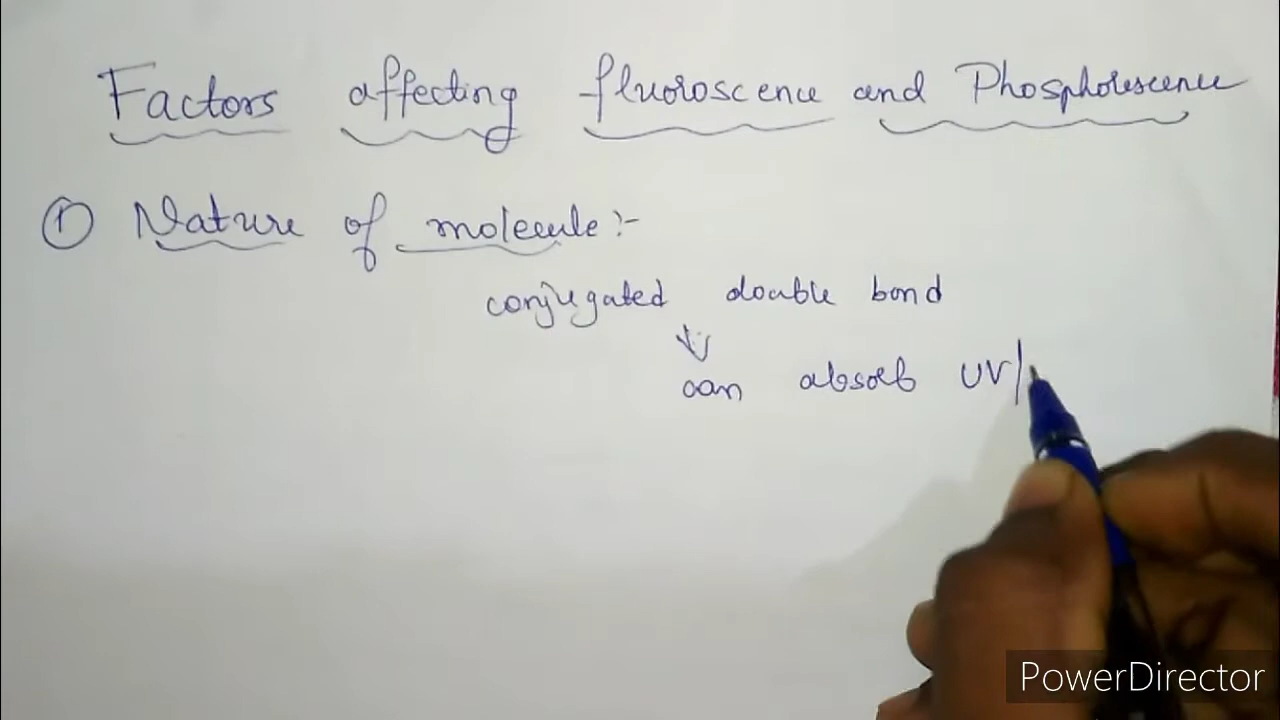 Factors affecting fluoroscence and Phosphorescence
① Nature of molecule :-
conjugated double bond
can absorb UV/
PowerDirector